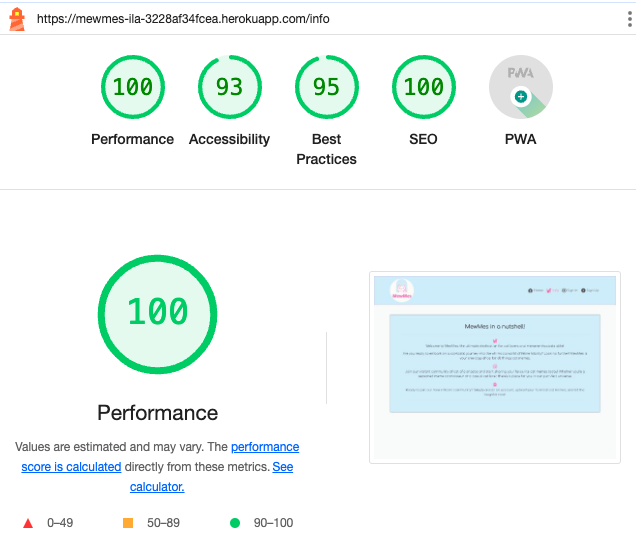 https://mewmes-ila-3228af34fcea.herokuapp.com/info
100
93
95
100
PWA
Performance
Accessibility
Best
Practices
SEO
PWA
100
Performance
Values are estimated and may vary. The performance
score is calculated directly from these metrics. See
calculator.
0–49
50–89
90–100
MewMes in a nutshell!